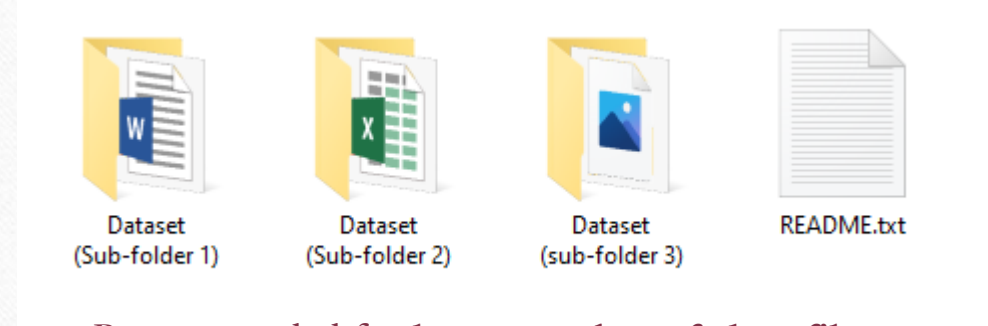 W
X
Dataset
(Sub-folder 1)
Dataset
(Sub-folder 2)
Dataset
(sub-folder 3)
README.txt